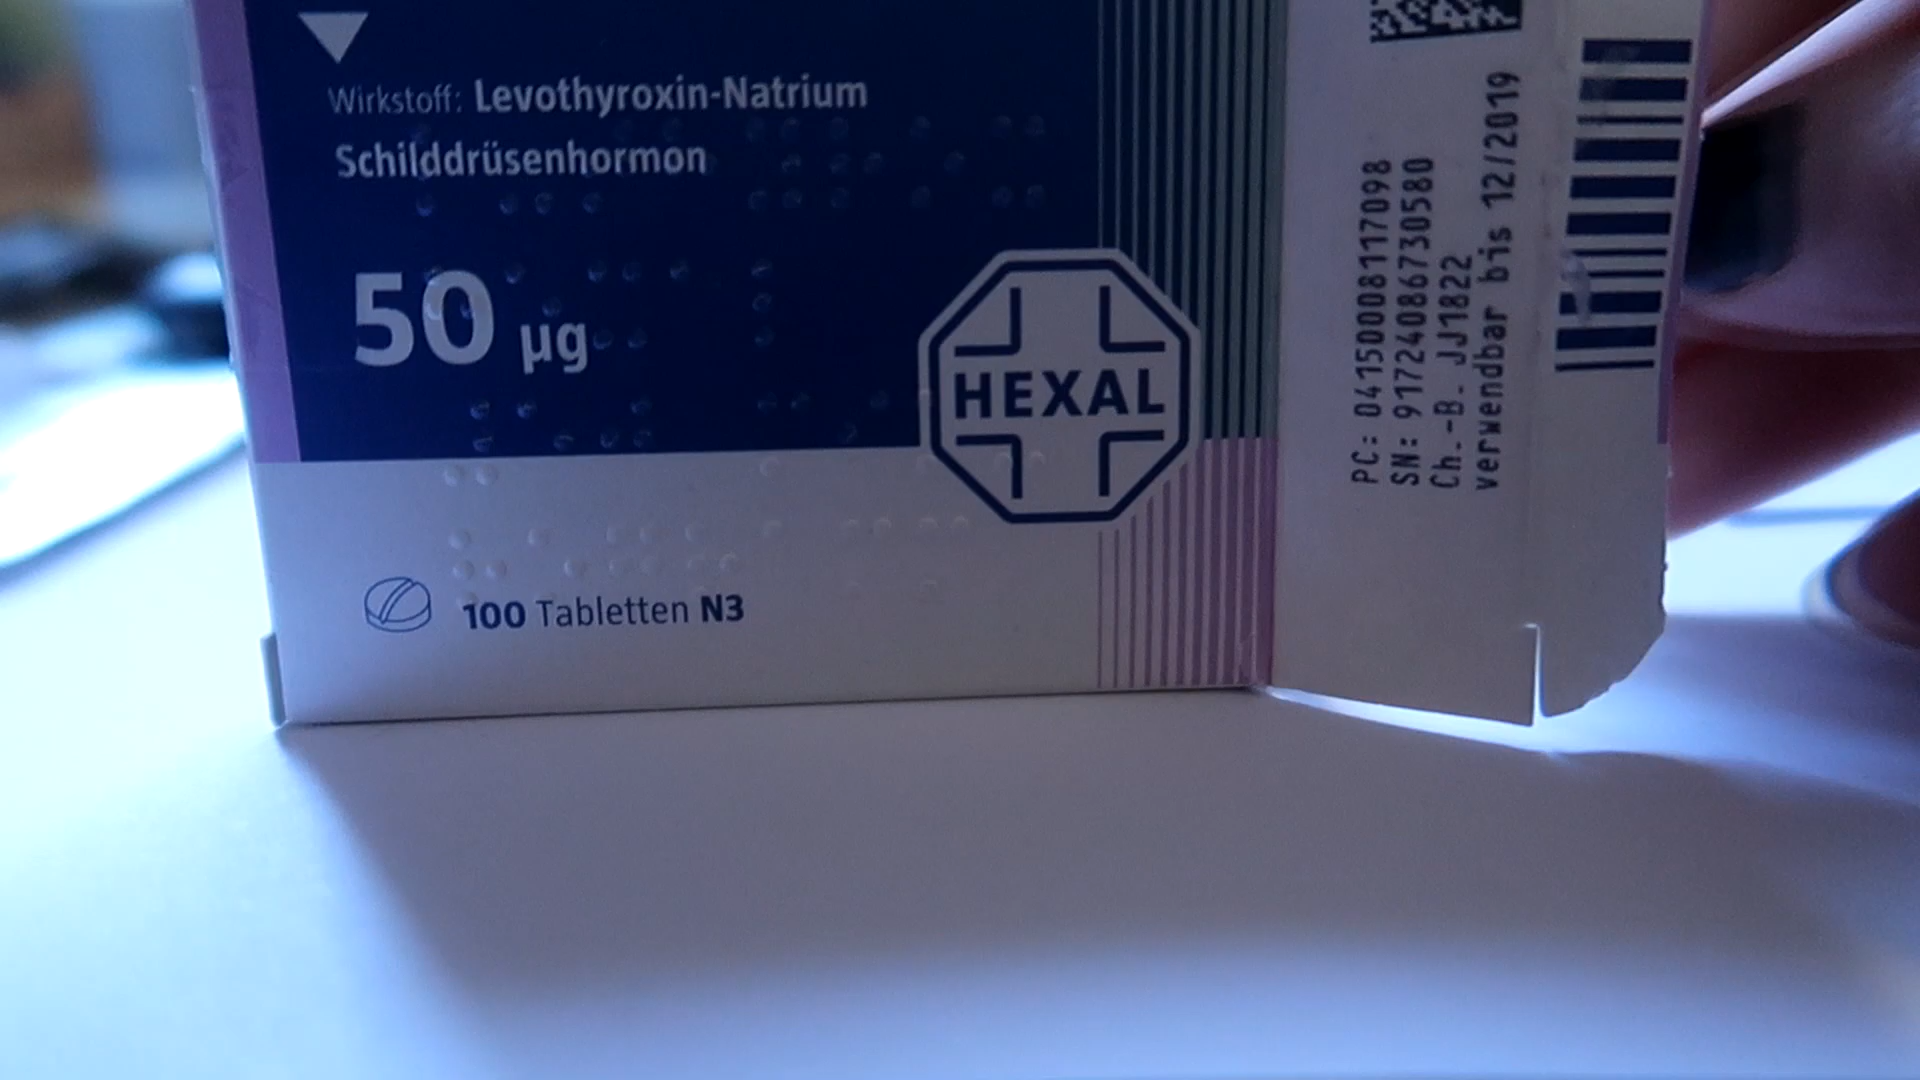 Wirkstoff: Levothyroxin-Natrium
Schilddrüsenhormon
50 µg
HEXAL
100 Tabletten N3
PC: 04150008117098
SN: 91724086730580
Ch.-B. JJ1822
verwendbar bis 12/2019